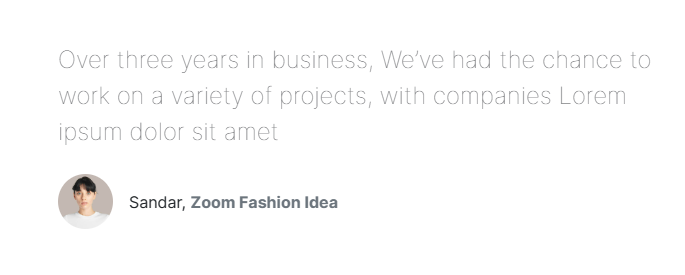 Over three years in business, We’ve had the chance to
work on a variety of projects, with companies Lorem
ipsum dolor sit amet
Sandar, Zoom Fashion Idea